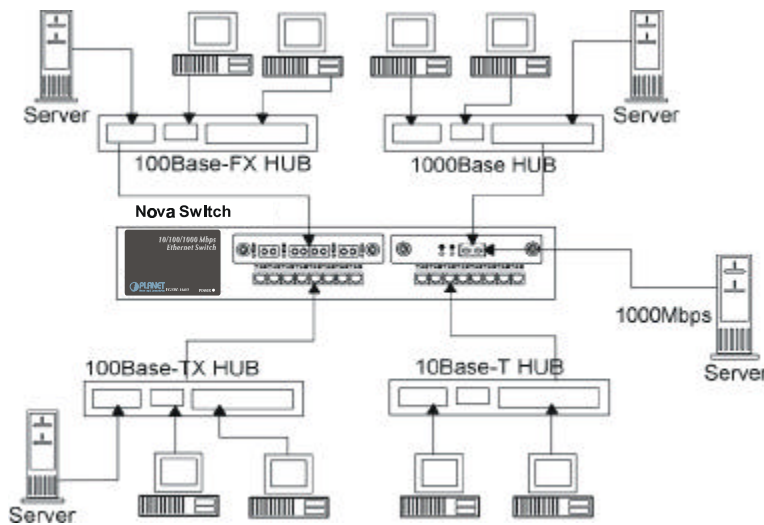 Server
Server
100Base-FX HUB
1000Base HUB
Nova Switch
10/100/1000 Mbps
Ethernet Switch
PLANET
POWER
1000Mbps
Server
100Base-TX HUB
10Base-T HUB
Server